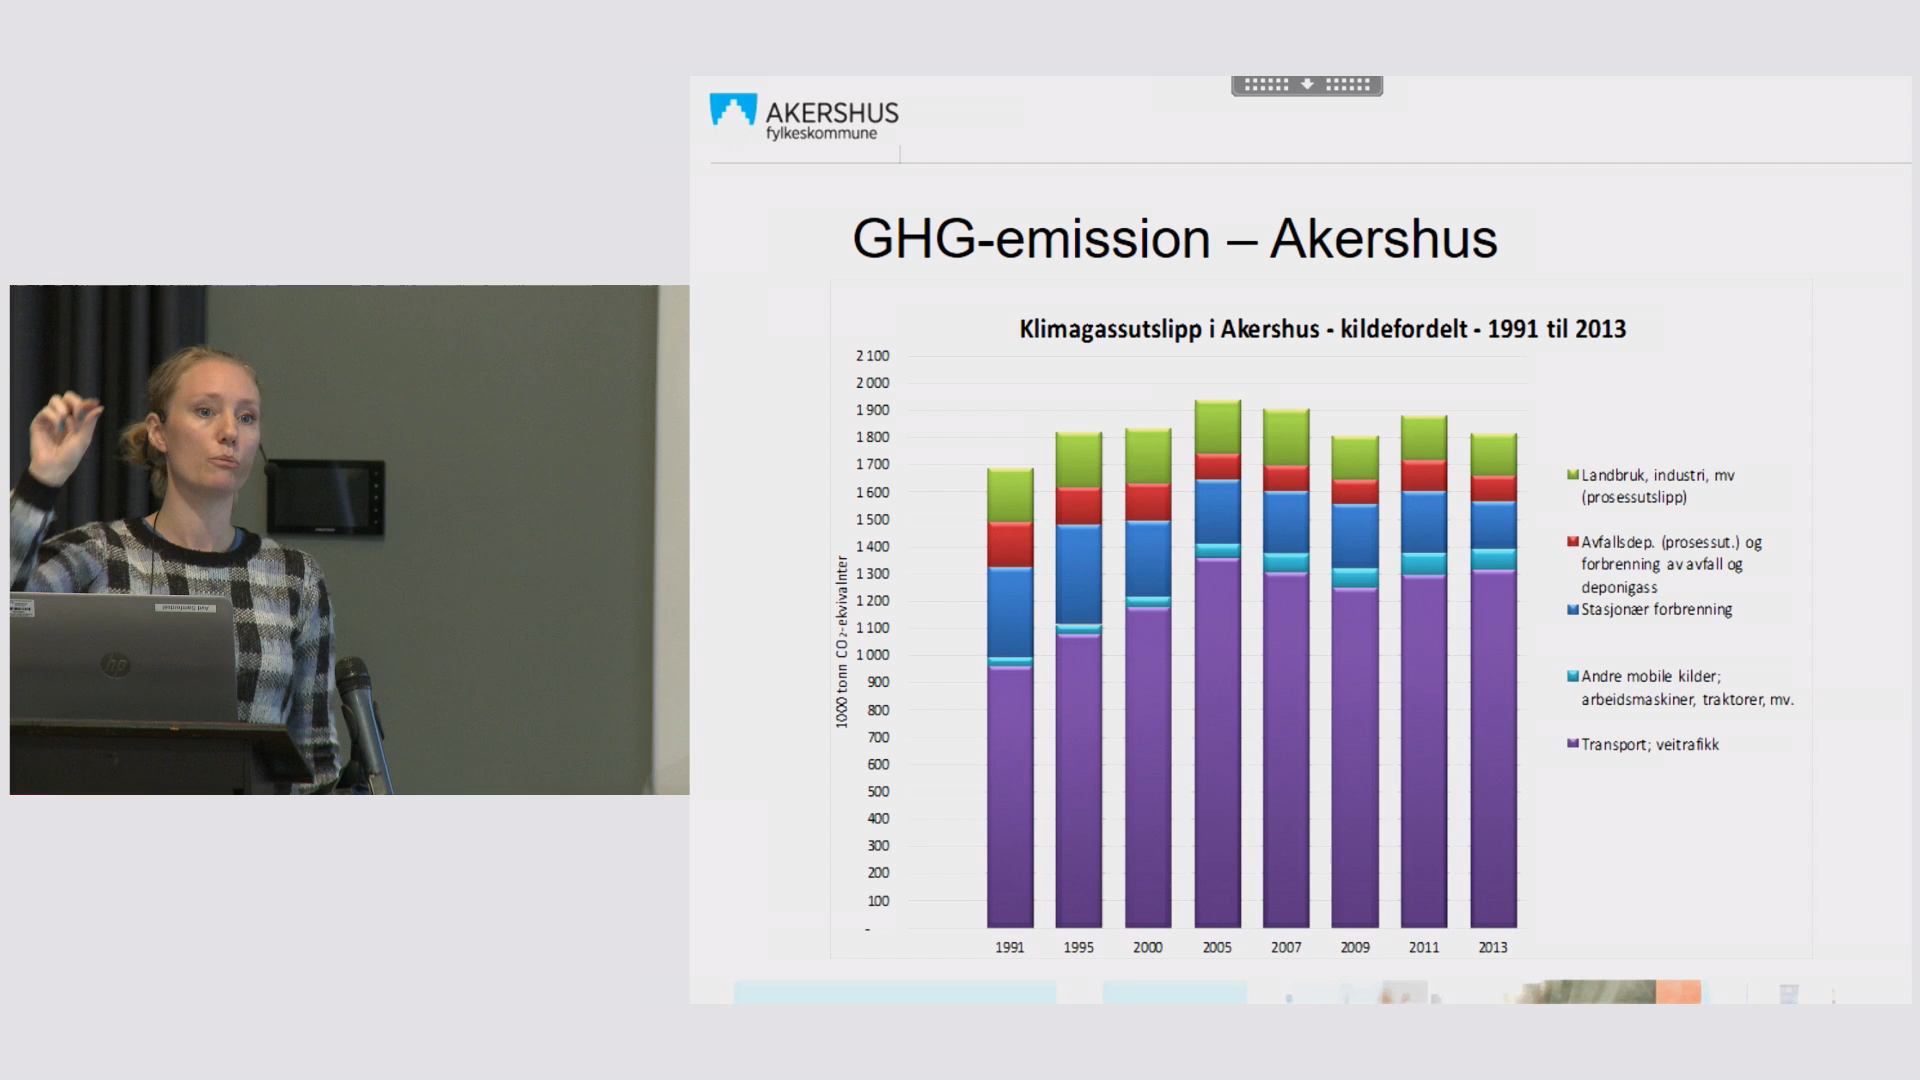 AKERSHUS
fylkeskommune
GHG-emission – Akershus
Klimagassutslipp i Akershus - kildefordelt - 1991 til 2013
1000 tonn CO₂-ekvivalnter
2 100
2 000
1 900
1 800
1 700
1 600
1 500
1 400
1 300
1 200
1 100
1 000
900
800
700
600
500
400
300
200
100
-
1991 1995 2000 2005 2007 2009 2011 2013
Landbruk, industri, mv
(prosessutslipp)
Avfallsdep. (prosessut.) og
forbrenning av avfall og
deponigass
Stasjonær forbrenning
Andre mobile kilder;
arbeidsmaskiner, traktorer, mv.
Transport; veitrafikk
hp